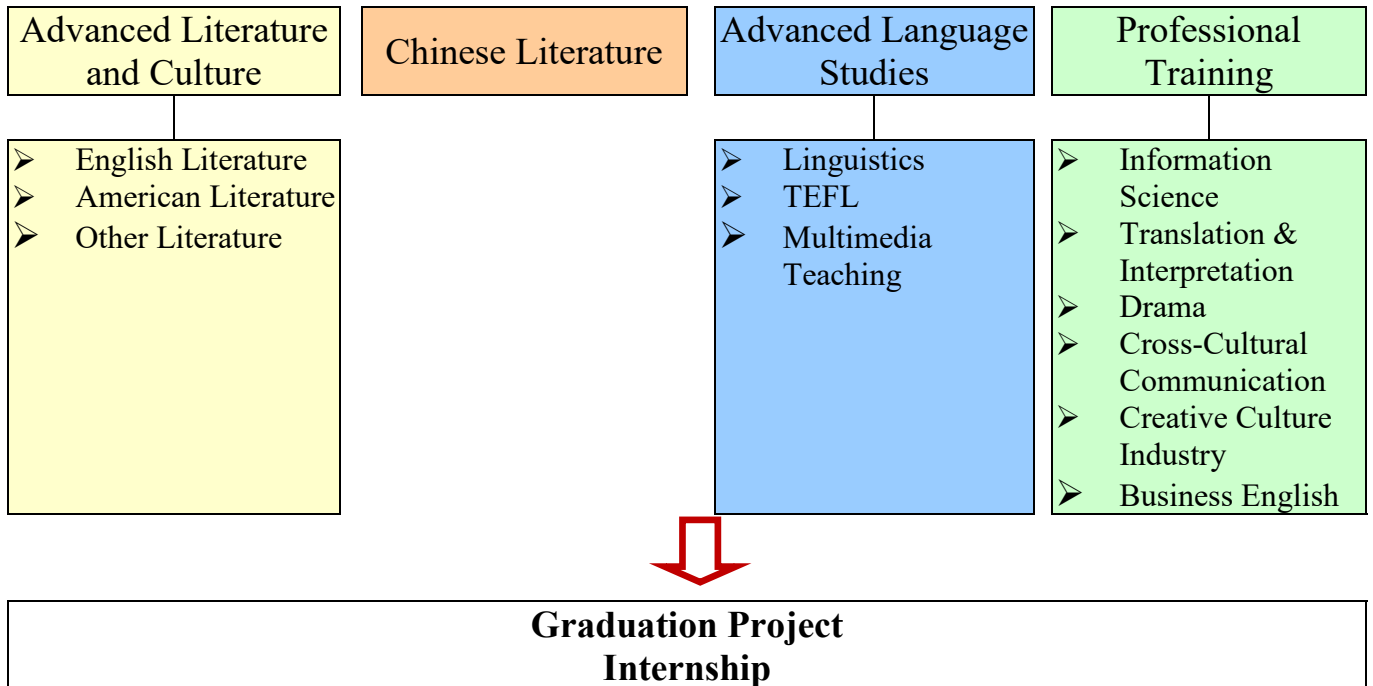 Advanced Literature
and Culture
Chinese Literature
Advanced Language
Studies
Professional
Training
➢ English Literature
➢ American Literature
➢ Other Literature
➢ Linguistics
➢ TEFL
➢ Multimedia
Teaching
➢ Information
Science
➢ Translation &
Interpretation
➢ Drama
➢ Cross-Cultural
Communication
➢ Creative Culture
Industry
➢ Business English
Graduation Project
Internship